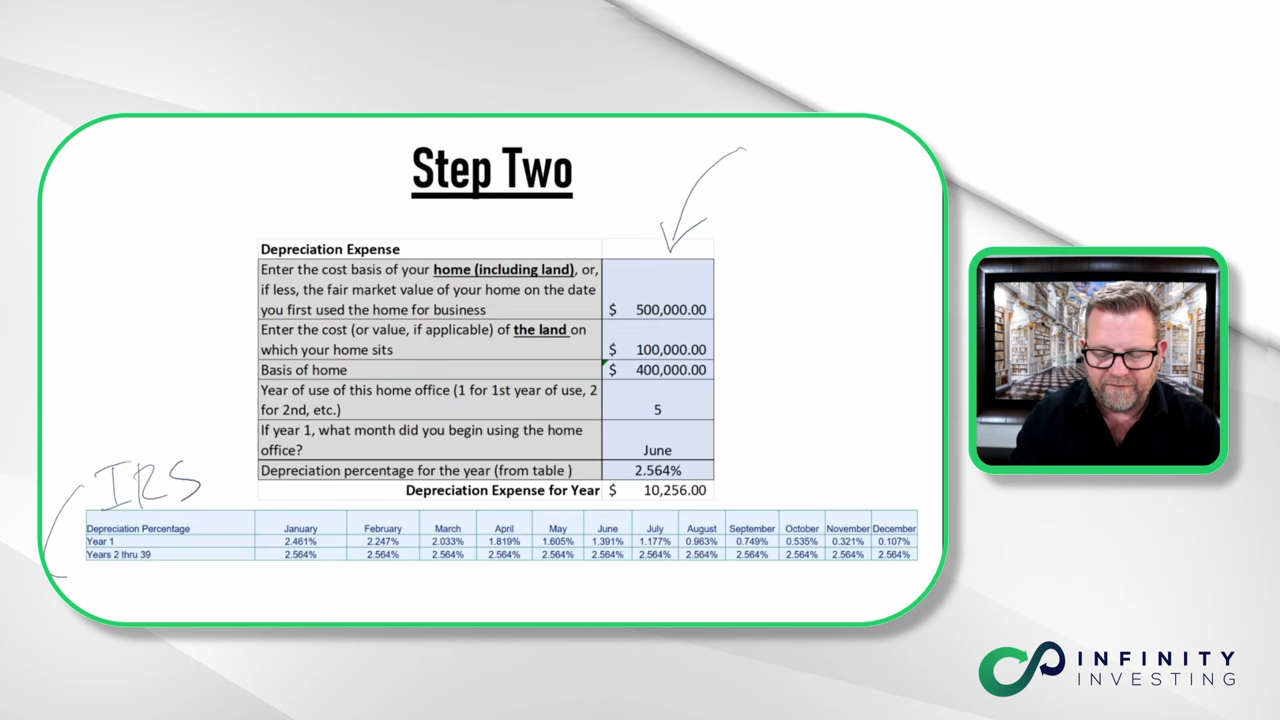 Step Two
Depreciation Expense
Enter the cost basis of your home (including land), or,
if less, the fair market value of your home on the date
you first used the home for business $ 500,000.00
Enter the cost (or value, if applicable) of the land on
which your home sits $ 100,000.00
Basis of home $ 400,000.00
Year of use of this home office (1 for 1st year of use, 2
for 2nd, etc.) 5
If year 1, what month did you begin using the home
office? June
Depreciation percentage for the year (from table ) 2.564%
Depreciation Expense for Year $ 10,256.00
IRS
Depreciation Percentage January February March April May June July August September October November December
Year 1 2.461% 2.247% 2.033% 1.819% 1.605% 1.391% 1.177% 0.963% 0.749% 0.535% 0.321% 0.107%
Years 2 thru 39 2.564% 2.564% 2.564% 2.564% 2.564% 2.564% 2.564% 2.564% 2.564% 2.564% 2.564% 2.564%
INFINITY
INVESTING